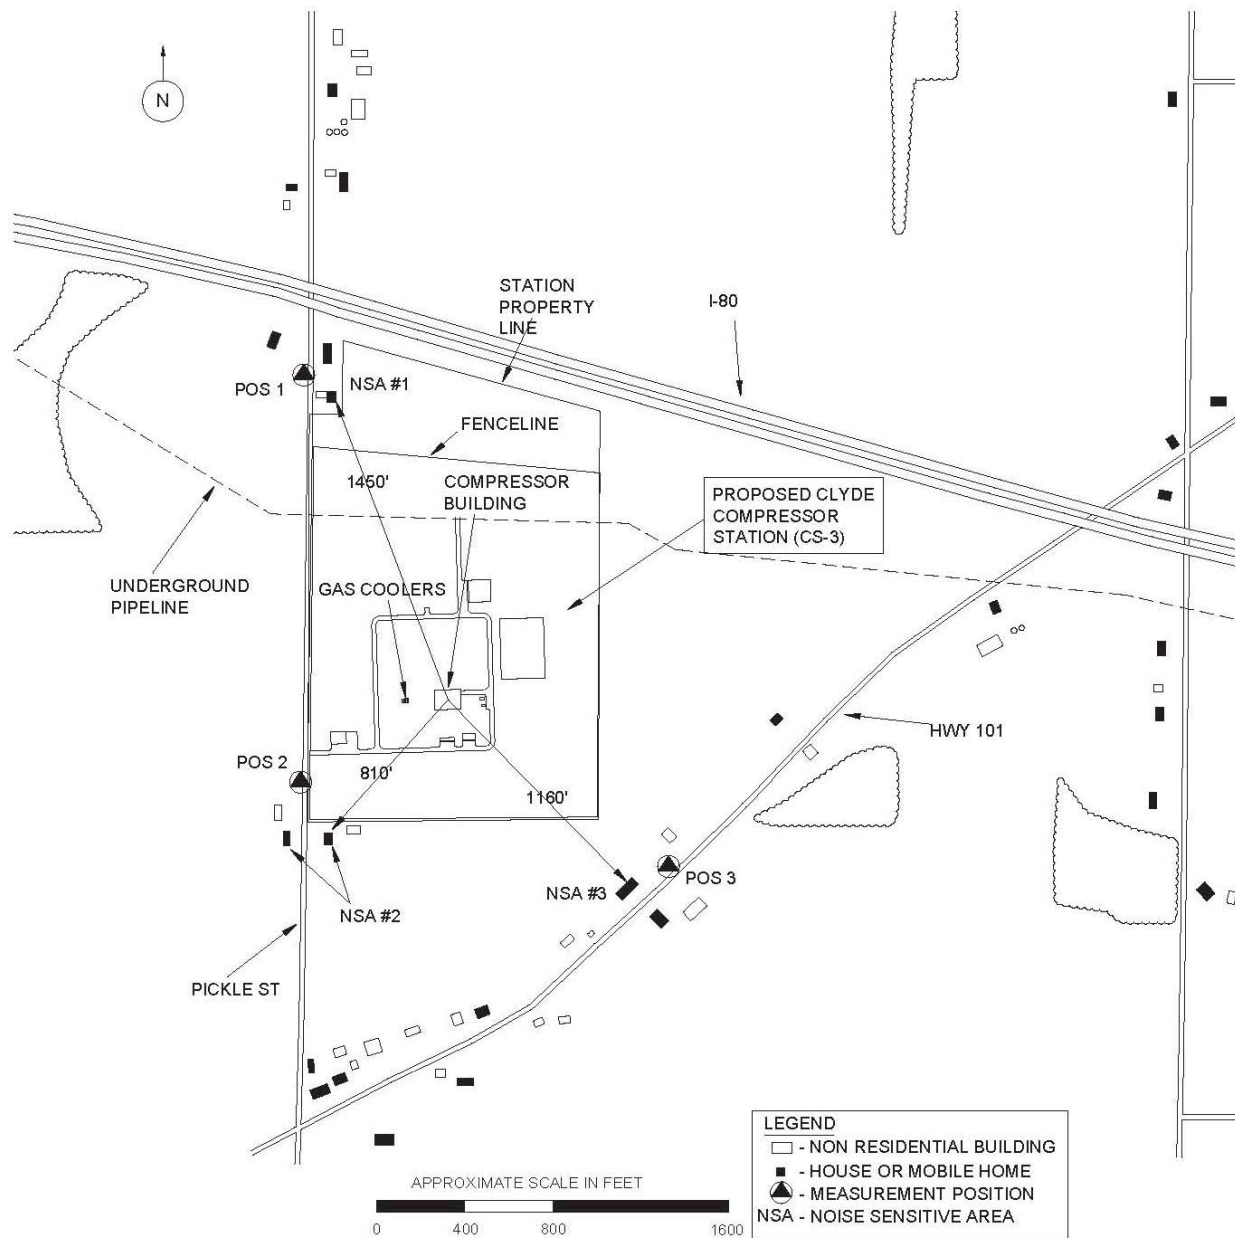 N
STATION
PROPERTY
LINE
I-80
POS 1
NSA #1
FENCELINE
1450'
COMPRESSOR
BUILDING
PROPOSED CLYDE
COMPRESSOR
STATION (CS-3)
UNDERGROUND
PIPELINE
GAS COOLERS
HWY 101
POS 2
810'
1160'
POS 3
NSA #3
NSA #2
PICKLE ST
APPROXIMATE SCALE IN FEET
0 400 800 1600
LEGEND
- NON RESIDENTIAL BUILDING
- HOUSE OR MOBILE HOME
- MEASUREMENT POSITION
NSA - NOISE SENSITIVE AREA